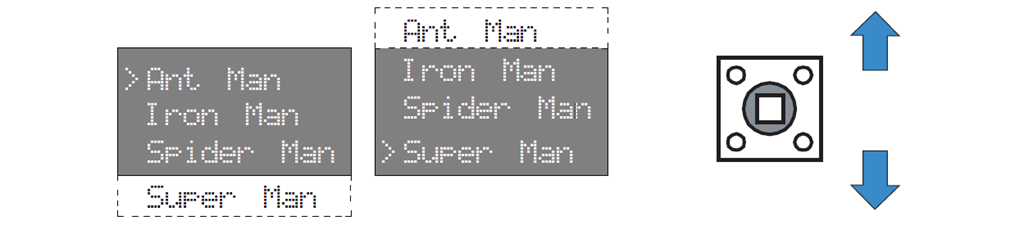 >Ant Man
Iron Man
Spider Man
Super Man
Ant Man
Iron Man
Spider Man
>Super Man